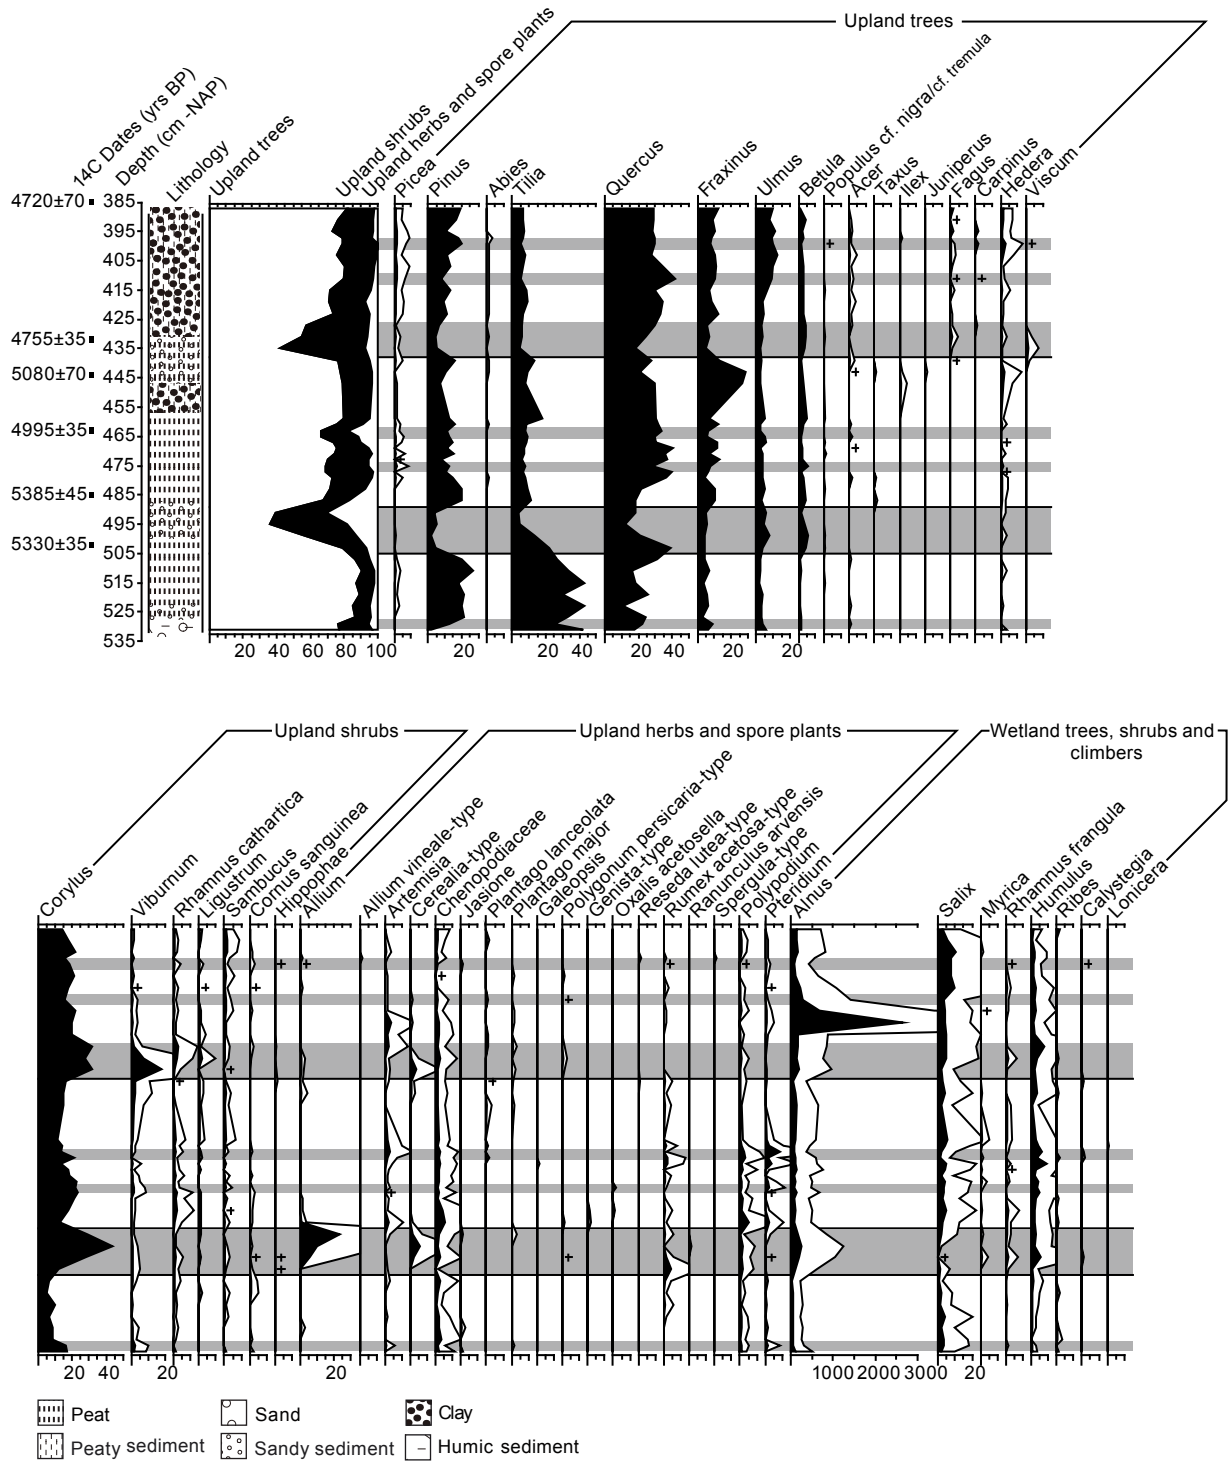 Upland trees
14C Dates (yrs BP)
Depth (cm -NAP)
Lithology
Upland trees
Upland shrubs
Upland herbs and spore plants
Picea
Pinus
Abies
Tilia
Quercus
Fraxinus
Ulmus
Betula
Populus cf. nigra/cf. tremula
Acer
Taxus
Ilex
Juniperus
Fagus
Carpinus
Hedera
Viscum
4720±70 385
395
405
415
425
4755±35 435
5080±70 445
455
4995±35 465
475
5385±45 485
495
5330±35 505
515
525
535
20 40 60 80 100 20 20 40 20 40 20
Upland shrubs
Upland herbs and spore plants
Wetland trees, shrubs and
climbers
Corylus
Viburnum
Rhamnus cathartica
Ligustrum
Sambucus
Cornus sanguinea
Hippophae
Allium
Allium vineale-type
Artemisia
Cerealia-type
Chenopodiaceae
Jasione
Plantago lanceolata
Plantago major
Galeopsis
Polygonum persicaria-type
Genista-type
Oxalis acetosella
Reseda lutea-type
Rumex acetosa-type
Ranunculus arvensis
Spergula-type
Polypodium
Pteridium
Alnus
Salix
Myrica
Rhamnus frangula
Humulus
Ribes
Calystegia
Lonicera
20 40 20 20 1000 2000 3000 20
Peat
Sand
Clay
Peaty sediment
Sandy sediment
Humic sediment